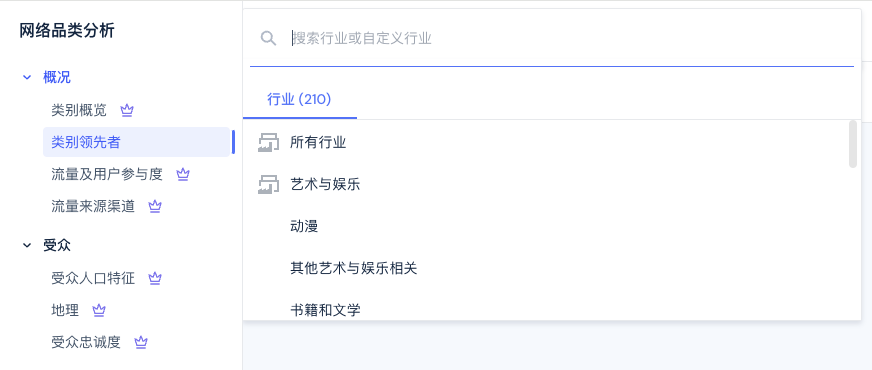 网络品类分析
概况
类别概览
类别领先者
流量及用户参与度
流量来源渠道
受众
受众人口特征
地理
受众忠诚度
搜索行业或自定义行业
行业 (210)
所有行业
艺术与娱乐
动漫
其他艺术与娱乐相关
书籍和文学